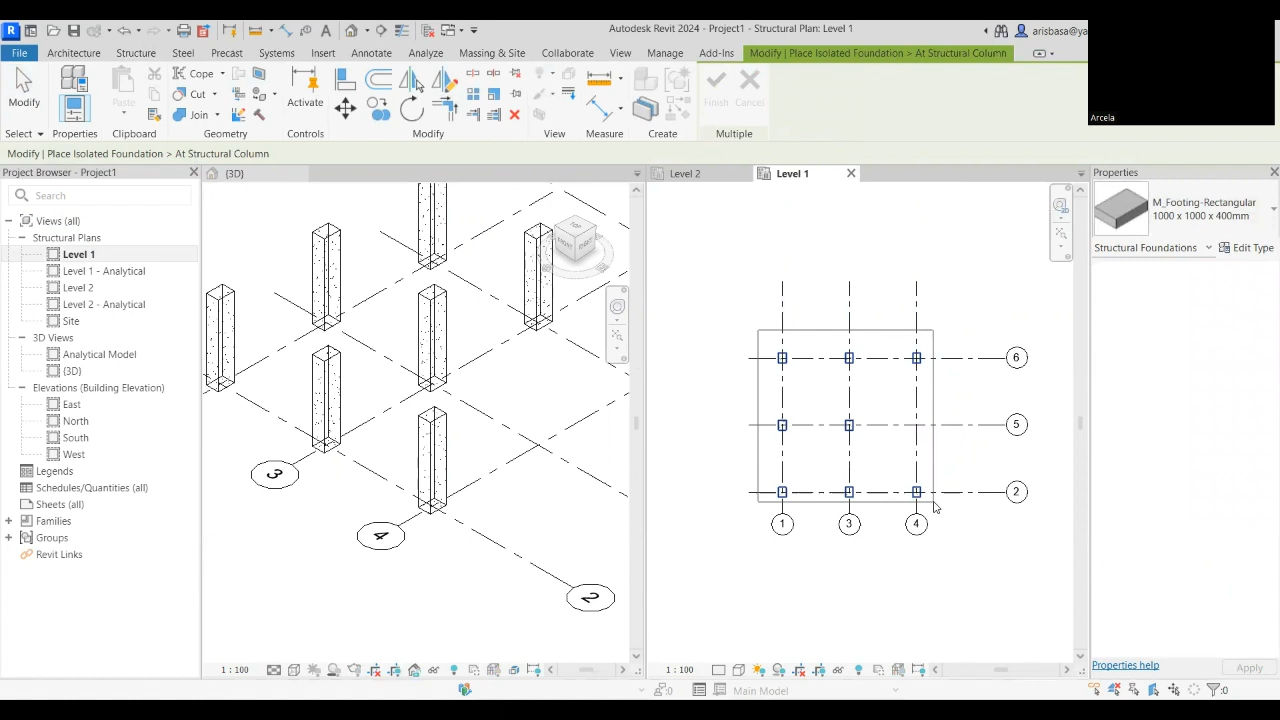 Autodesk Revit 2024 - Project1 - Structural Plan: Level 1
arisbasa@ya
File Architecture Structure Steel Precast Systems Insert Annotate Analyze Massing & Site Collaborate View Manage Add-Ins Modify | Place Isolated Foundation > At Structural Column
Modify Properties Paste Cope Cut Join Activate Finish Cancel
Select Properties Clipboard Geometry Controls Modify View Measure Create Multiple
Arcela
Modify | Place Isolated Foundation > At Structural Column
Project Browser - Project1
Search
Views (all)
Structural Plans
Level 1
Level 1 - Analytical
Level 2
Level 2 - Analytical
Site
3D Views
Analytical Model
{3D}
Elevations (Building Elevation)
East
North
South
West
Legends
Schedules/Quantities (all)
Sheets (all)
Families
Groups
Revit Links
{3D}
TOP
FRONT
RIGHT
3
4
2
1 : 100
Level 2 Level 1
6
5
2
1 3 4
1 : 100
Properties
M_Footing-Rectangular
1000 x 1000 x 400mm
Structural Foundations Edit Type
Properties help Apply
:0 Main Model :0